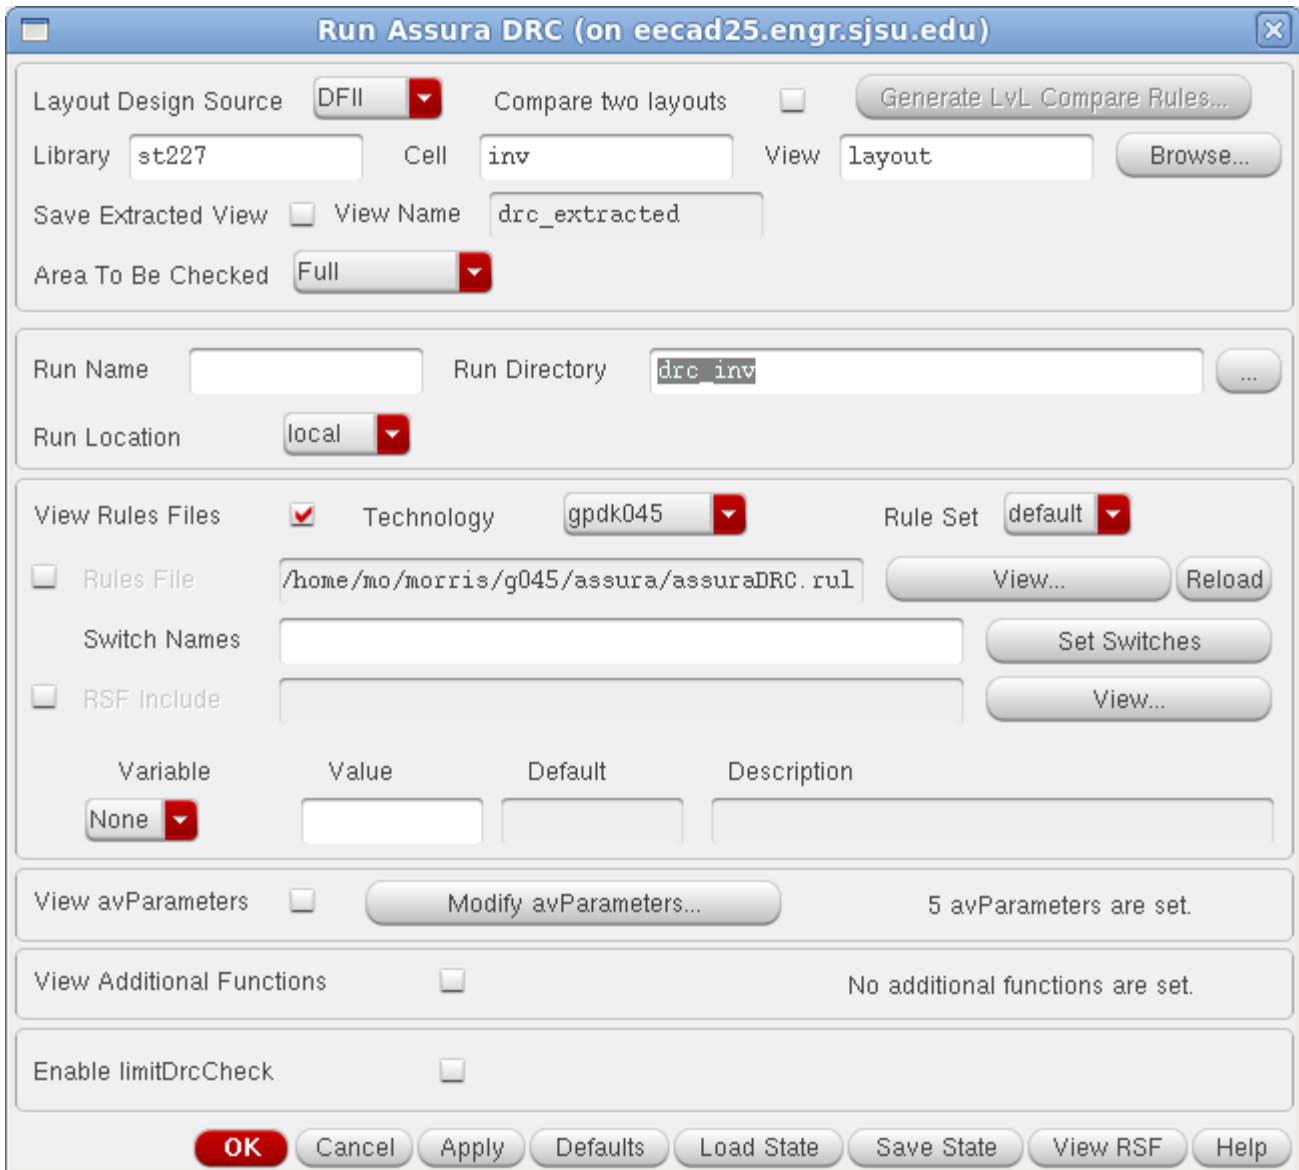 Run Assura DRC (on eecad25.engr.sjsu.edu)
Layout Design Source DFII Compare two layouts Generate LvL Compare Rules...
Library st227 Cell inv View layout Browse...
Save Extracted View View Name drc_extracted
Area To Be Checked Full
Run Name Run Directory drc_inv ...
Run Location local
View Rules Files Technology gpdk045 Rule Set default
Rules File /home/mo/morris/g045/assura/assuraDRC.rul View... Reload
Switch Names Set Switches
RSF Include View...
Variable Value Default Description
None
View avParameters Modify avParameters... 5 avParameters are set.
View Additional Functions No additional functions are set.
Enable limitDrcCheck
OK Cancel Apply Defaults Load State Save State View RSF Help